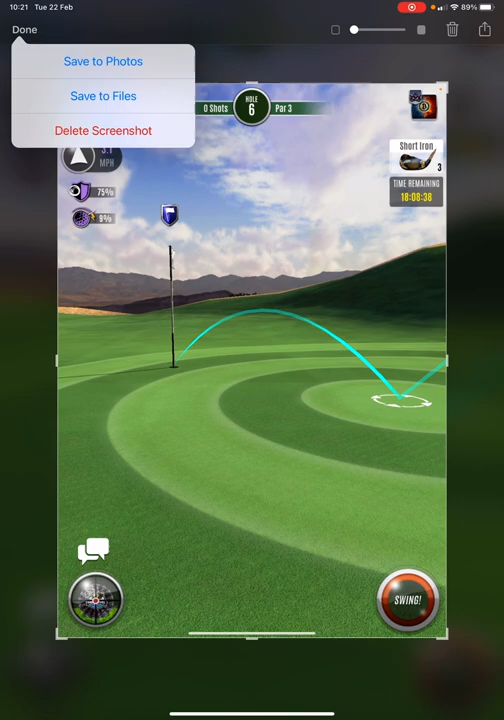 10:21 Tue 22 Feb
89%
Done
Save to Photos
Save to Files
Delete Screenshot
0 Shots
HOLE
6
Par 3
MPH
75%
9%
Short Iron
3
TIME REMAINING
18:08:38
SWING!